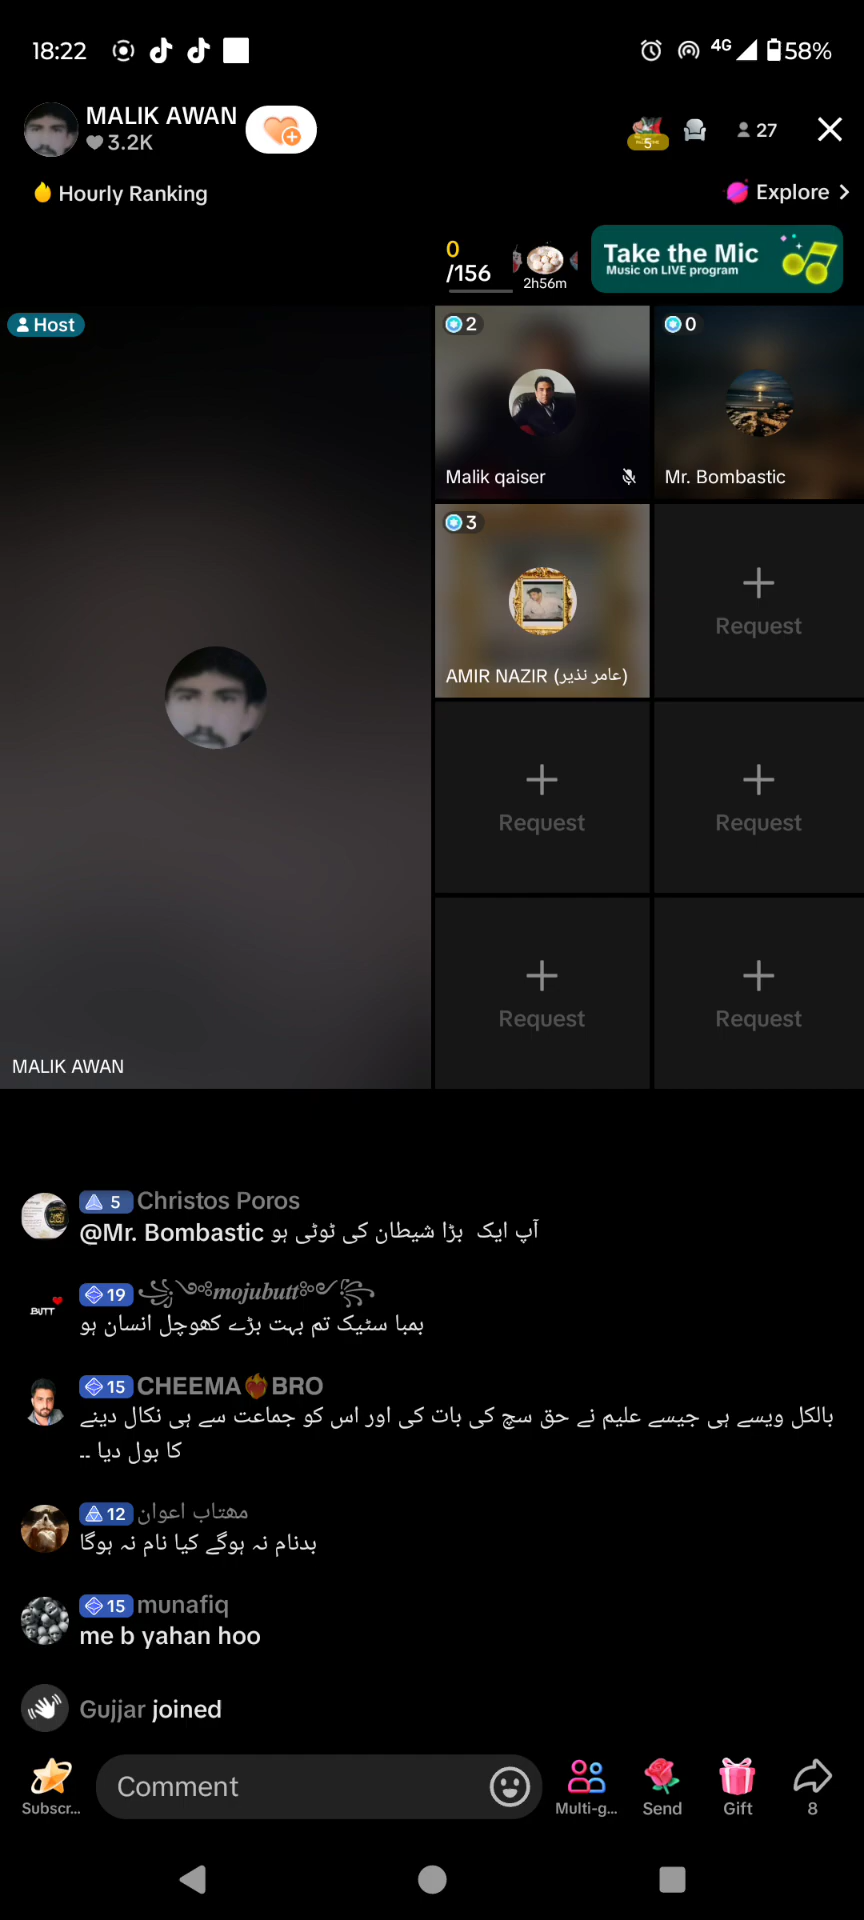 18:22
4G
58%
MALIK AWAN
3.2K
5
27
Hourly Ranking
Explore
0
/156
2h56m
Take the Mic
Music on LIVE program
Host
2
0
Malik qaiser
Mr. Bombastic
3
Request
AMIR NAZIR (عامر نذیر)
Request
Request
Request
Request
MALIK AWAN
5 Christos Poros
@Mr. Bombastic آپ ایک بڑا شیطان کی ٹوٹی ہو
BUTT
19 mojubutt
بمبا سٹیک تم بہت بڑے کھوچل انسان ہو
15 CHEEMA❤️‍🔥BRO
بالکل ویسے ہی جیسے علیم نے حق سچ کی بات کی اور اس کو جماعت سے ہی نکال دینے
کا بول دیا ۔۔
12 مهتاب اعوان
بدنام نہ ہوگے کیا نام نہ ہوگا
15 munafiq
me b yahan hoo
Gujjar joined
Comment
Subscr...
Multi-g...
Send
Gift
8